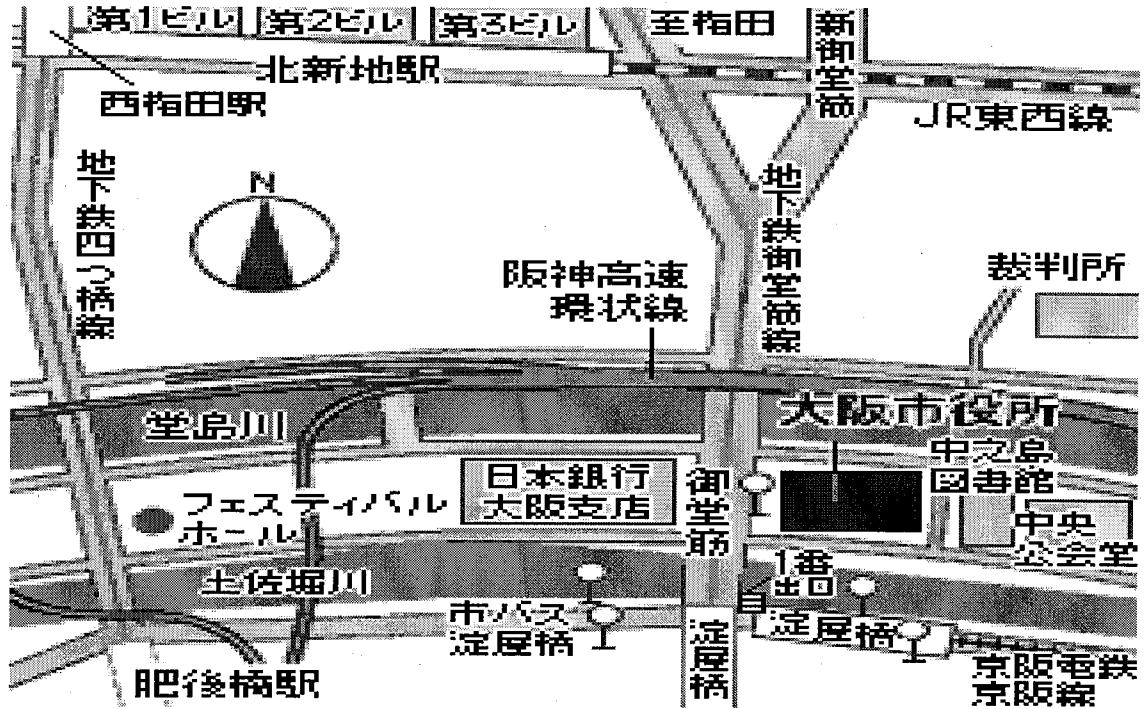 第1ビル
第2ビル
第3ビル
至梅田
新御堂筋
北新地駅
西梅田駅
JR東西線
地下鉄四つ橋線
N
地下鉄御堂筋線
阪神高速
環状線
裁判所
堂島川
大阪市役所
中之島
図書館
日本銀行
大阪支店
御堂筋
フェスティバル
ホール
中央
公会堂
土佐堀川
1番
出口
市バス
淀屋橋
淀屋橋
淀屋橋
京阪電鉄
京阪線
肥後橋駅